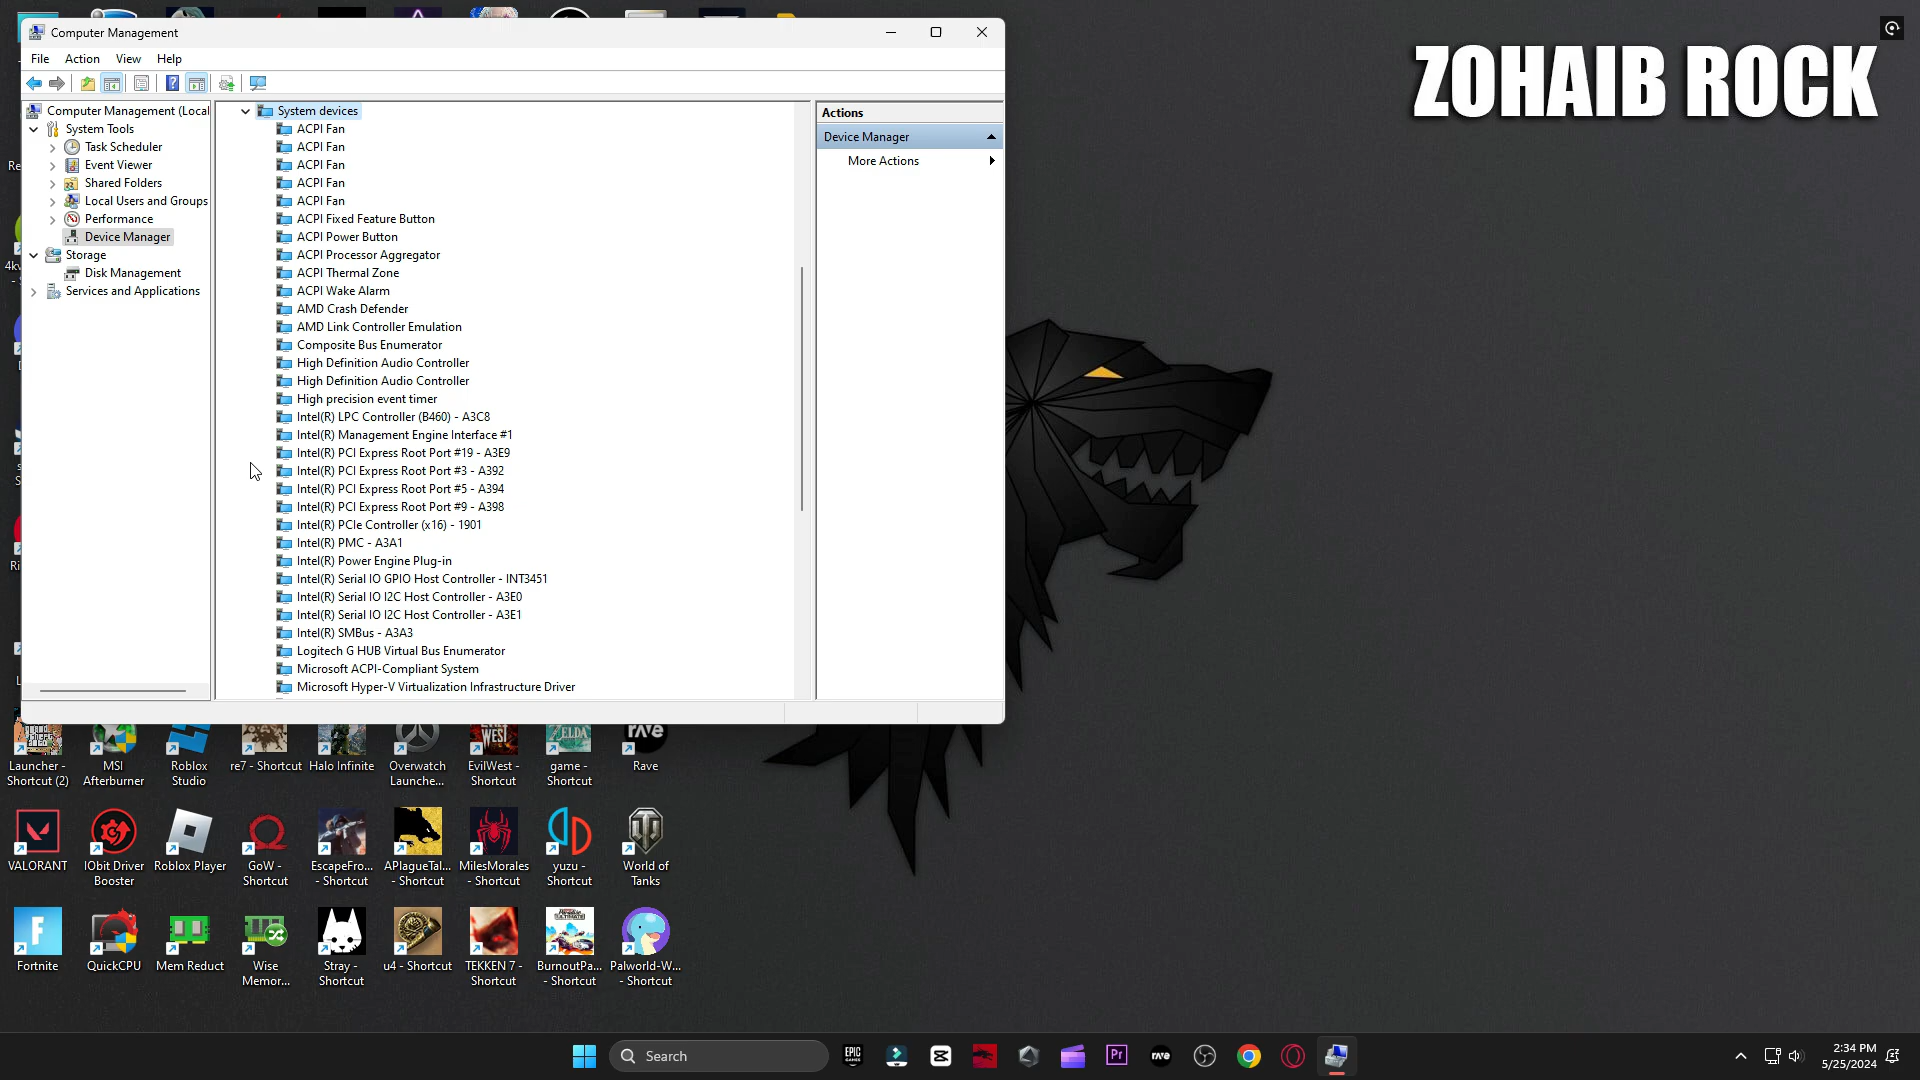 Computer Management
ZOHAIB ROCK
File Action View Help
Computer Management (Local
System Tools
Task Scheduler
Event Viewer
Shared Folders
Local Users and Groups
Performance
Device Manager
Storage
Disk Management
Services and Applications
System devices
ACPI Fan
ACPI Fan
ACPI Fan
ACPI Fan
ACPI Fan
ACPI Fixed Feature Button
ACPI Power Button
ACPI Processor Aggregator
ACPI Thermal Zone
ACPI Wake Alarm
AMD Crash Defender
AMD Link Controller Emulation
Composite Bus Enumerator
High Definition Audio Controller
High Definition Audio Controller
High precision event timer
Intel(R) LPC Controller (B460) - A3C8
Intel(R) Management Engine Interface #1
Intel(R) PCI Express Root Port #19 - A3E9
Intel(R) PCI Express Root Port #3 - A392
Intel(R) PCI Express Root Port #5 - A394
Intel(R) PCI Express Root Port #9 - A398
Intel(R) PCIe Controller (x16) - 1901
Intel(R) PMC - A3A1
Intel(R) Power Engine Plug-in
Intel(R) Serial IO GPIO Host Controller - INT3451
Intel(R) Serial IO I2C Host Controller - A3E0
Intel(R) Serial IO I2C Host Controller - A3E1
Intel(R) SMBus - A3A3
Logitech G HUB Virtual Bus Enumerator
Microsoft ACPI-Compliant System
Microsoft Hyper-V Virtualization Infrastructure Driver
Actions
Device Manager
More Actions
Re
4kv
EVIL WEST
ZELDA
rave
Launcher - Shortcut (2)
MSI Afterburner
Roblox Studio
re7 - Shortcut
Halo Infinite
Overwatch Launche...
EvilWest - Shortcut
game - Shortcut
Rave
VALORANT
IObit Driver Booster
Roblox Player
GoW - Shortcut
EscapeFro... - Shortcut
APlagueTal... - Shortcut
MilesMorales - Shortcut
yuzu - Shortcut
World of Tanks
Fortnite
QuickCPU
Mem Reduct
Wise Memor...
Stray - Shortcut
u4 - Shortcut
TEKKEN 7 - Shortcut
BurnoutPa... - Shortcut
Palworld-W... - Shortcut
Search
EPIC GAMES
Pr
rave
2:34 PM
5/25/2024